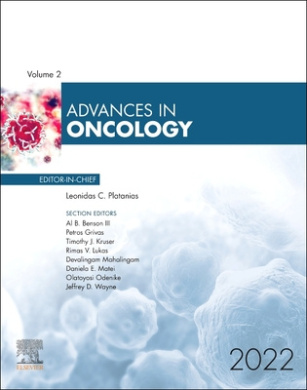 Volume 2
ADVANCES IN
ONCOLOGY
EDITOR-IN-CHIEF
Leonidas C. Platanias
SECTION EDITORS
Al B. Benson III
Petros Grivas
Timothy J. Kruser
Rimas V. Lukas
Devalingam Mahalingam
Daniela E. Matei
Olatoyosi Odenike
Jeffrey D. Wayne
ELSEVIER
2022